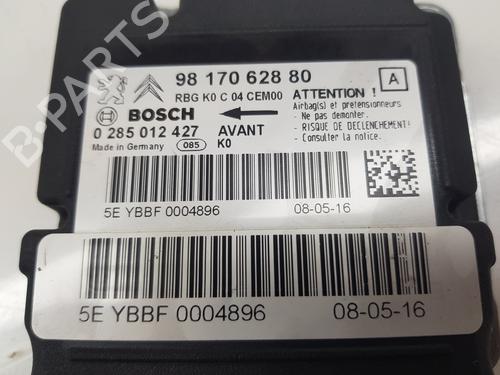 B-PARTS
98 170 628 80
A
RBG K0 C 04 CEM00
ATTENTION !
BOSCH
Airbag(s) et pretensionneurs
- Ne pas demonter.
0 285 012 427
AVANT
- RISQUE DE DECLENCHEMENT!
Made in Germany
085
K0
- Consulter la notice.
5E YBBF 0004896
08-05-16
5E YBBF 0004896
08-05-16